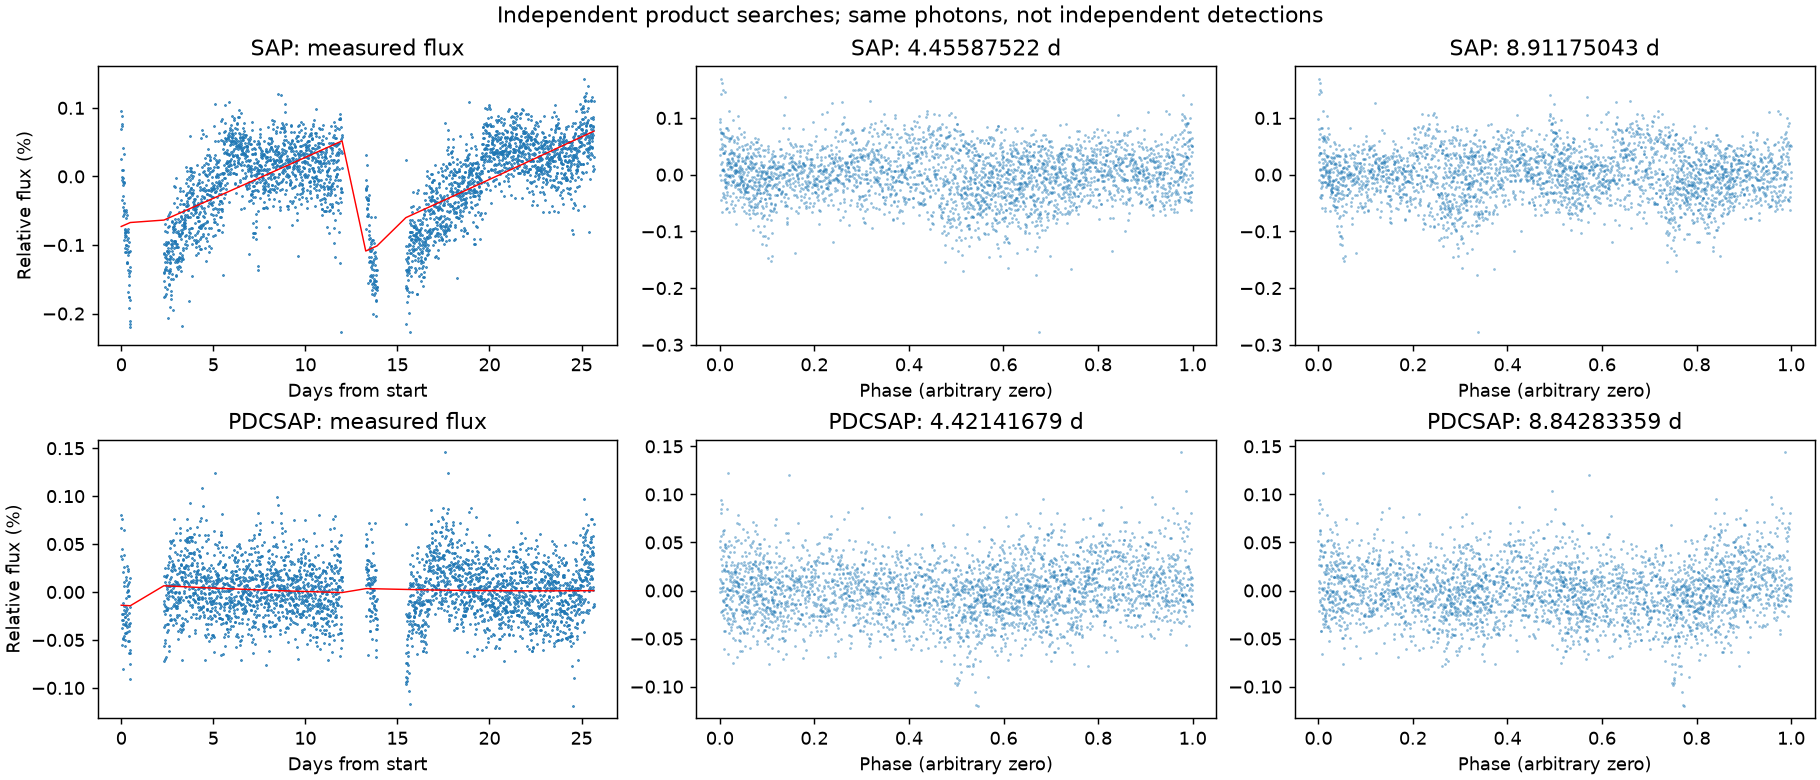 Independent product searches; same photons, not independent detections
SAP: measured flux
SAP: 4.45587522 d
SAP: 8.91175043 d
Relative flux (%)
0.1
0.0
−0.1
−0.2
0 5 10 15 20 25
Days from start
0.1
0.0
−0.1
−0.2
−0.3
0.0 0.2 0.4 0.6 0.8 1.0
Phase (arbitrary zero)
0.1
0.0
−0.1
−0.2
−0.3
0.0 0.2 0.4 0.6 0.8 1.0
Phase (arbitrary zero)
PDCSAP: measured flux
PDCSAP: 4.42141679 d
PDCSAP: 8.84283359 d
Relative flux (%)
0.15
0.10
0.05
0.00
−0.05
−0.10
0 5 10 15 20 25
Days from start
0.15
0.10
0.05
0.00
−0.05
−0.10
0.0 0.2 0.4 0.6 0.8 1.0
Phase (arbitrary zero)
0.15
0.10
0.05
0.00
−0.05
−0.10
0.0 0.2 0.4 0.6 0.8 1.0
Phase (arbitrary zero)